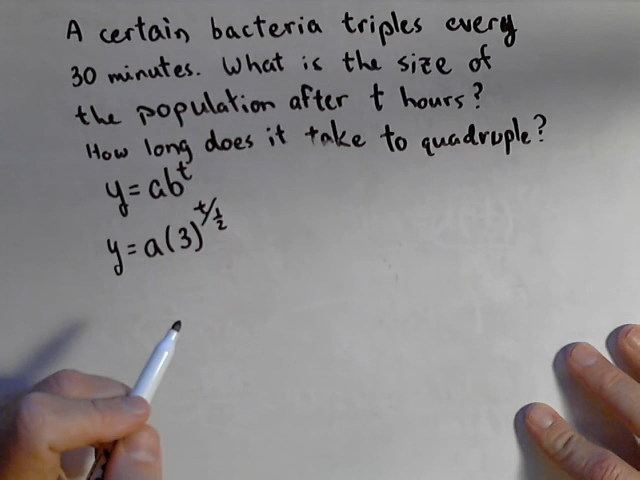 A certain bacteria triples every
30 minutes. What is the size of
the population after t hours?
How long does it take to quadruple?
y=ab^t
y=a(3)^t/½